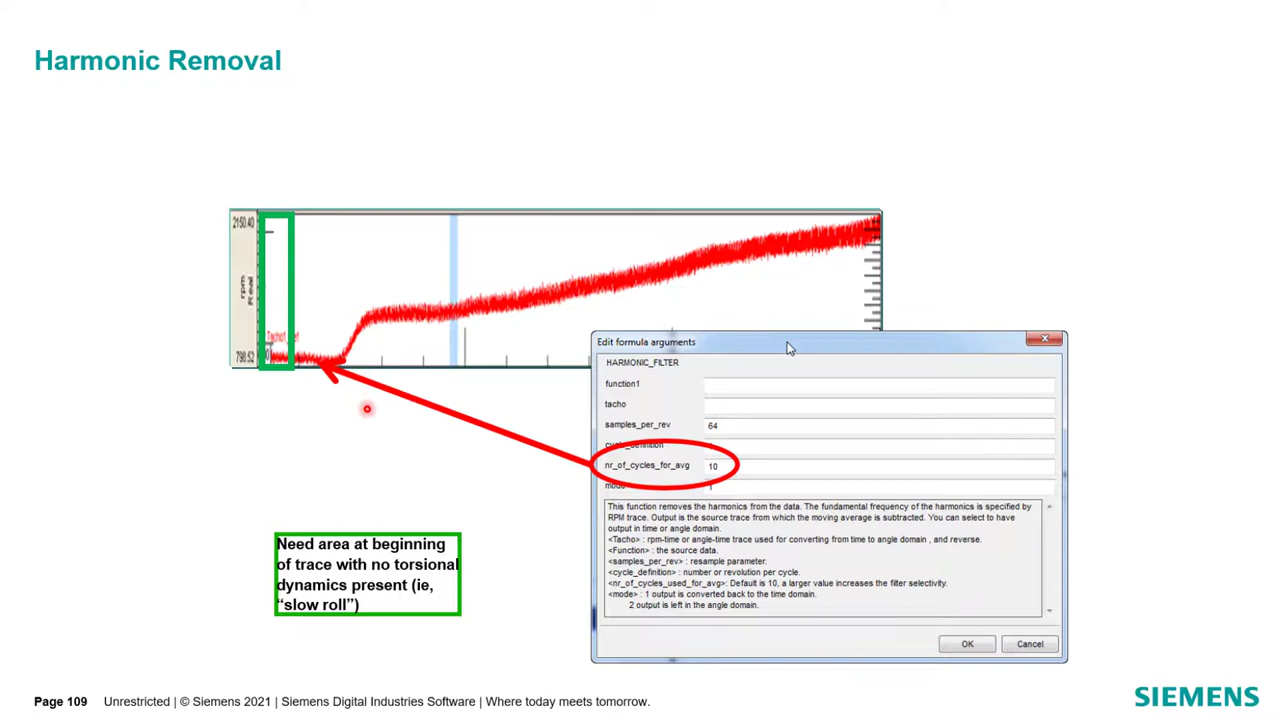 Harmonic Removal
2150.40
rpm
Real
Tacho1_ref
798.52
Edit formula arguments
HARMONIC_FILTER
function1
tacho
samples_per_rev 64
cycle_definition
nr_of_cycles_for_avg 10
mode 1
This function removes the harmonics from the data. The fundamental frequency of the harmonics is specified by
RPM trace. Output is the source trace from which the moving average is subtracted. You can select to have
output in time or angle domain.
<Tacho> : rpm-time or angle-time trace used for converting from time to angle domain , and reverse.
<Function> : the source data.
<samples_per_rev> : resample parameter.
<cycle_definition> : number or revolution per cycle.
<nr_of_cycles_used_for_avg>: Default is 10, a larger value increases the filter selectivity.
<mode> : 1 output is converted back to the time domain.
2 output is left in the angle domain.
OK Cancel
Need area at beginning
of trace with no torsional
dynamics present (ie,
“slow roll”)
Page 109 Unrestricted | © Siemens 2021 | Siemens Digital Industries Software | Where today meets tomorrow.
SIEMENS